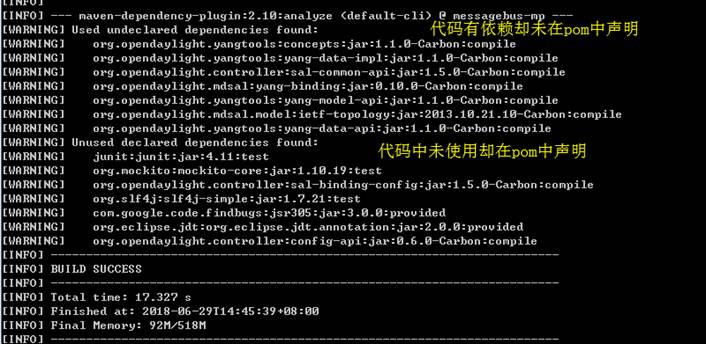 [INFO]
[INFO] --- maven-dependency-plugin:2.10:analyze (default-cli) @ messagebus-mp ---
[WARNING] Used undeclared dependencies found: 代码有依赖却未在pom中声明
[WARNING]    org.opendaylight.yangtools:concepts:jar:1.1.0-Carbon:compile
[WARNING]    org.opendaylight.yangtools:yang-data-impl:jar:1.1.0-Carbon:compile
[WARNING]    org.opendaylight.controller:sal-common-api:jar:1.5.0-Carbon:compile
[WARNING]    org.opendaylight.mdsal:yang-binding:jar:0.10.0-Carbon:compile
[WARNING]    org.opendaylight.yangtools:yang-model-api:jar:1.1.0-Carbon:compile
[WARNING]    org.opendaylight.mdsal.model:ietf-topology:jar:2013.10.21.10-Carbon:compile
[WARNING]    org.opendaylight.yangtools:yang-data-api:jar:1.1.0-Carbon:compile
[WARNING] Unused declared dependencies found: 代码中未使用却在pom中声明
[WARNING]    junit:junit:jar:4.11:test
[WARNING]    org.mockito:mockito-core:jar:1.10.19:test
[WARNING]    org.opendaylight.controller:sal-binding-config:jar:1.5.0-Carbon:compile
[WARNING]    org.slf4j:slf4j-simple:jar:1.7.21:test
[WARNING]    com.google.code.findbugs:jsr305:jar:3.0.0:provided
[WARNING]    org.eclipse.jdt:org.eclipse.jdt.annotation:jar:2.0.0:provided
[WARNING]    org.opendaylight.controller:config-api:jar:0.6.0-Carbon:compile
[INFO] ------------------------------------------------------------------------
[INFO] BUILD SUCCESS
[INFO] ------------------------------------------------------------------------
[INFO] Total time: 17.327 s
[INFO] Finished at: 2018-06-29T14:45:39+08:00
[INFO] Final Memory: 92M/518M
[INFO] ------------------------------------------------------------------------